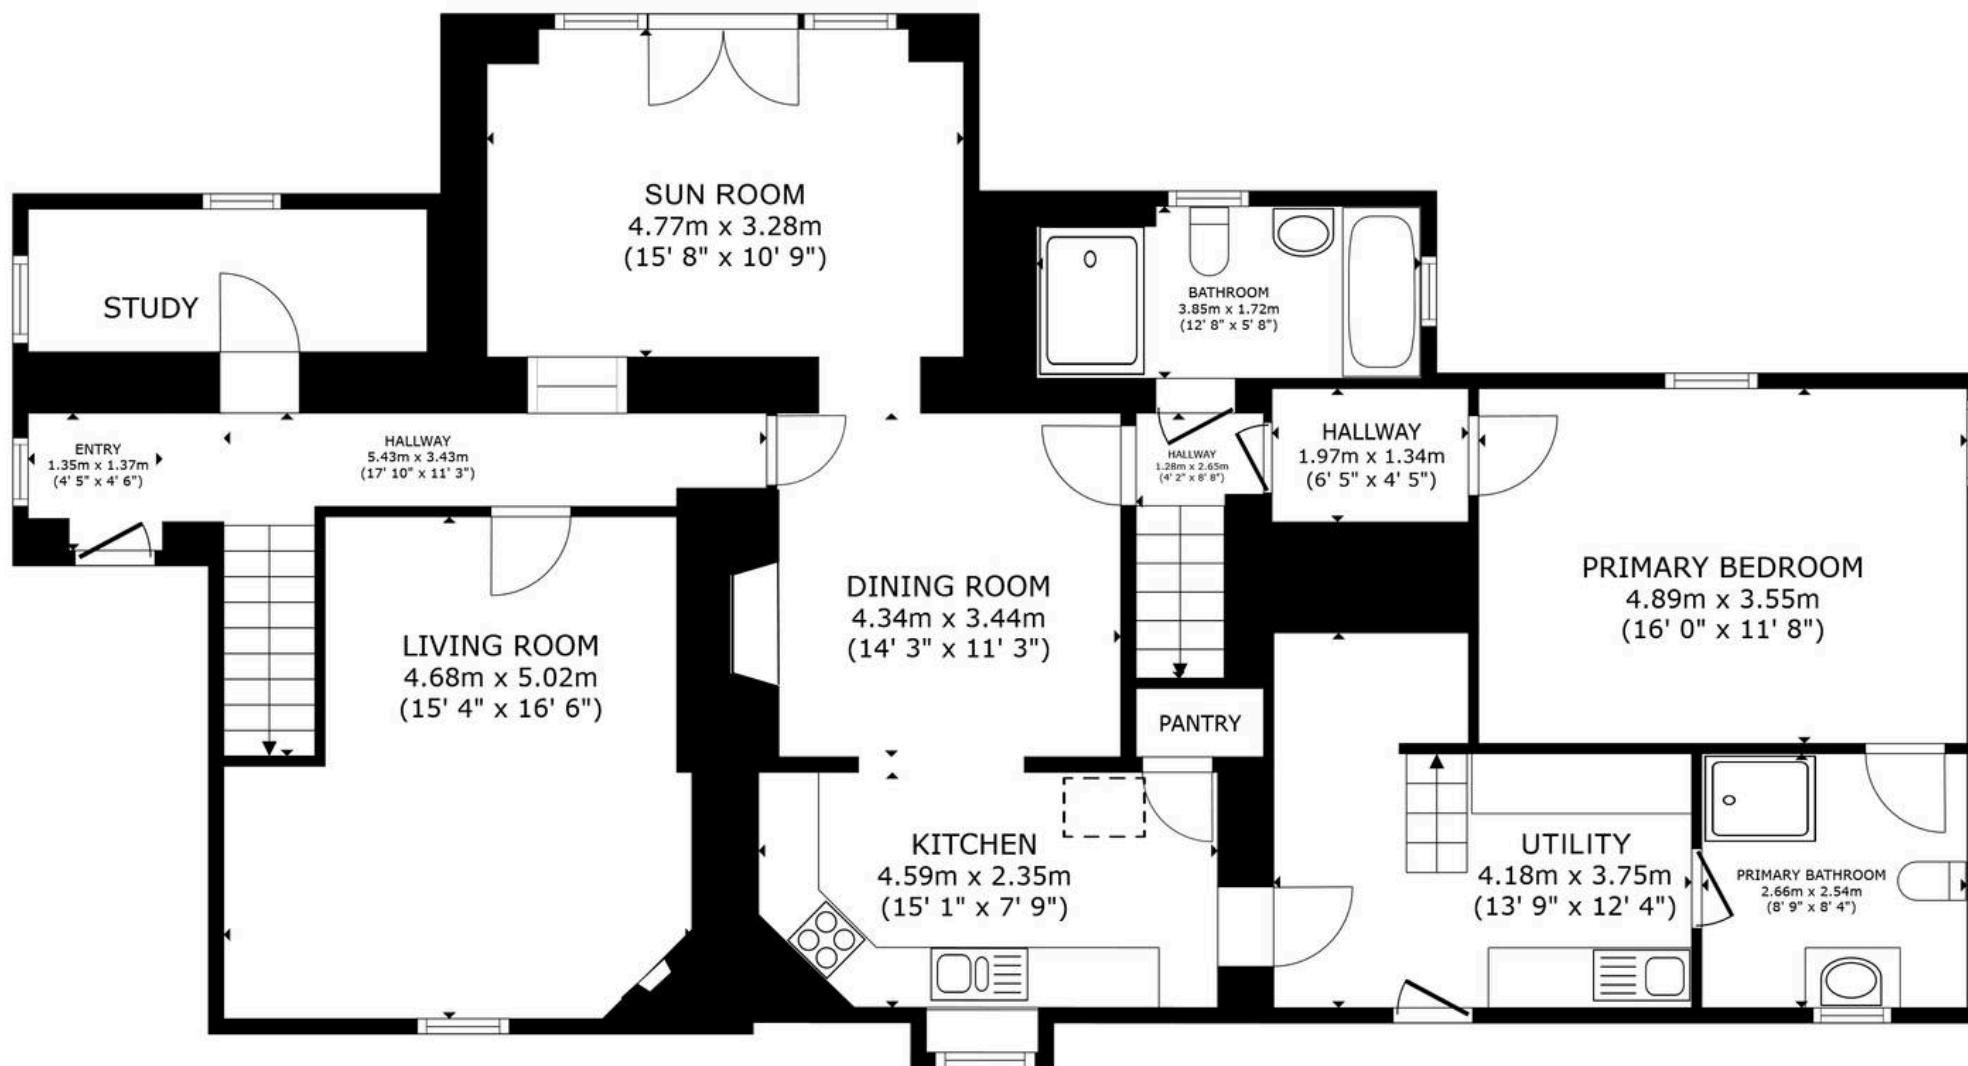 SUN ROOM
4.77m x 3.28m
(15' 8" x 10' 9")
STUDY
BATHROOM
3.85m x 1.72m
(12' 8" x 5' 8")
ENTRY
1.35m x 1.37m
(4' 5" x 4' 6")
HALLWAY
5.43m x 3.43m
(17' 10" x 11' 3")
HALLWAY
1.28m x 2.65m
(4' 2" x 8' 8")
HALLWAY
1.97m x 1.34m
(6' 5" x 4' 5")
PRIMARY BEDROOM
4.89m x 3.55m
(16' 0" x 11' 8")
LIVING ROOM
4.68m x 5.02m
(15' 4" x 16' 6")
DINING ROOM
4.34m x 3.44m
(14' 3" x 11' 3")
PANTRY
KITCHEN
4.59m x 2.35m
(15' 1" x 7' 9")
UTILITY
4.18m x 3.75m
(13' 9" x 12' 4")
PRIMARY BATHROOM
2.66m x 2.54m
(8' 9" x 8' 4")